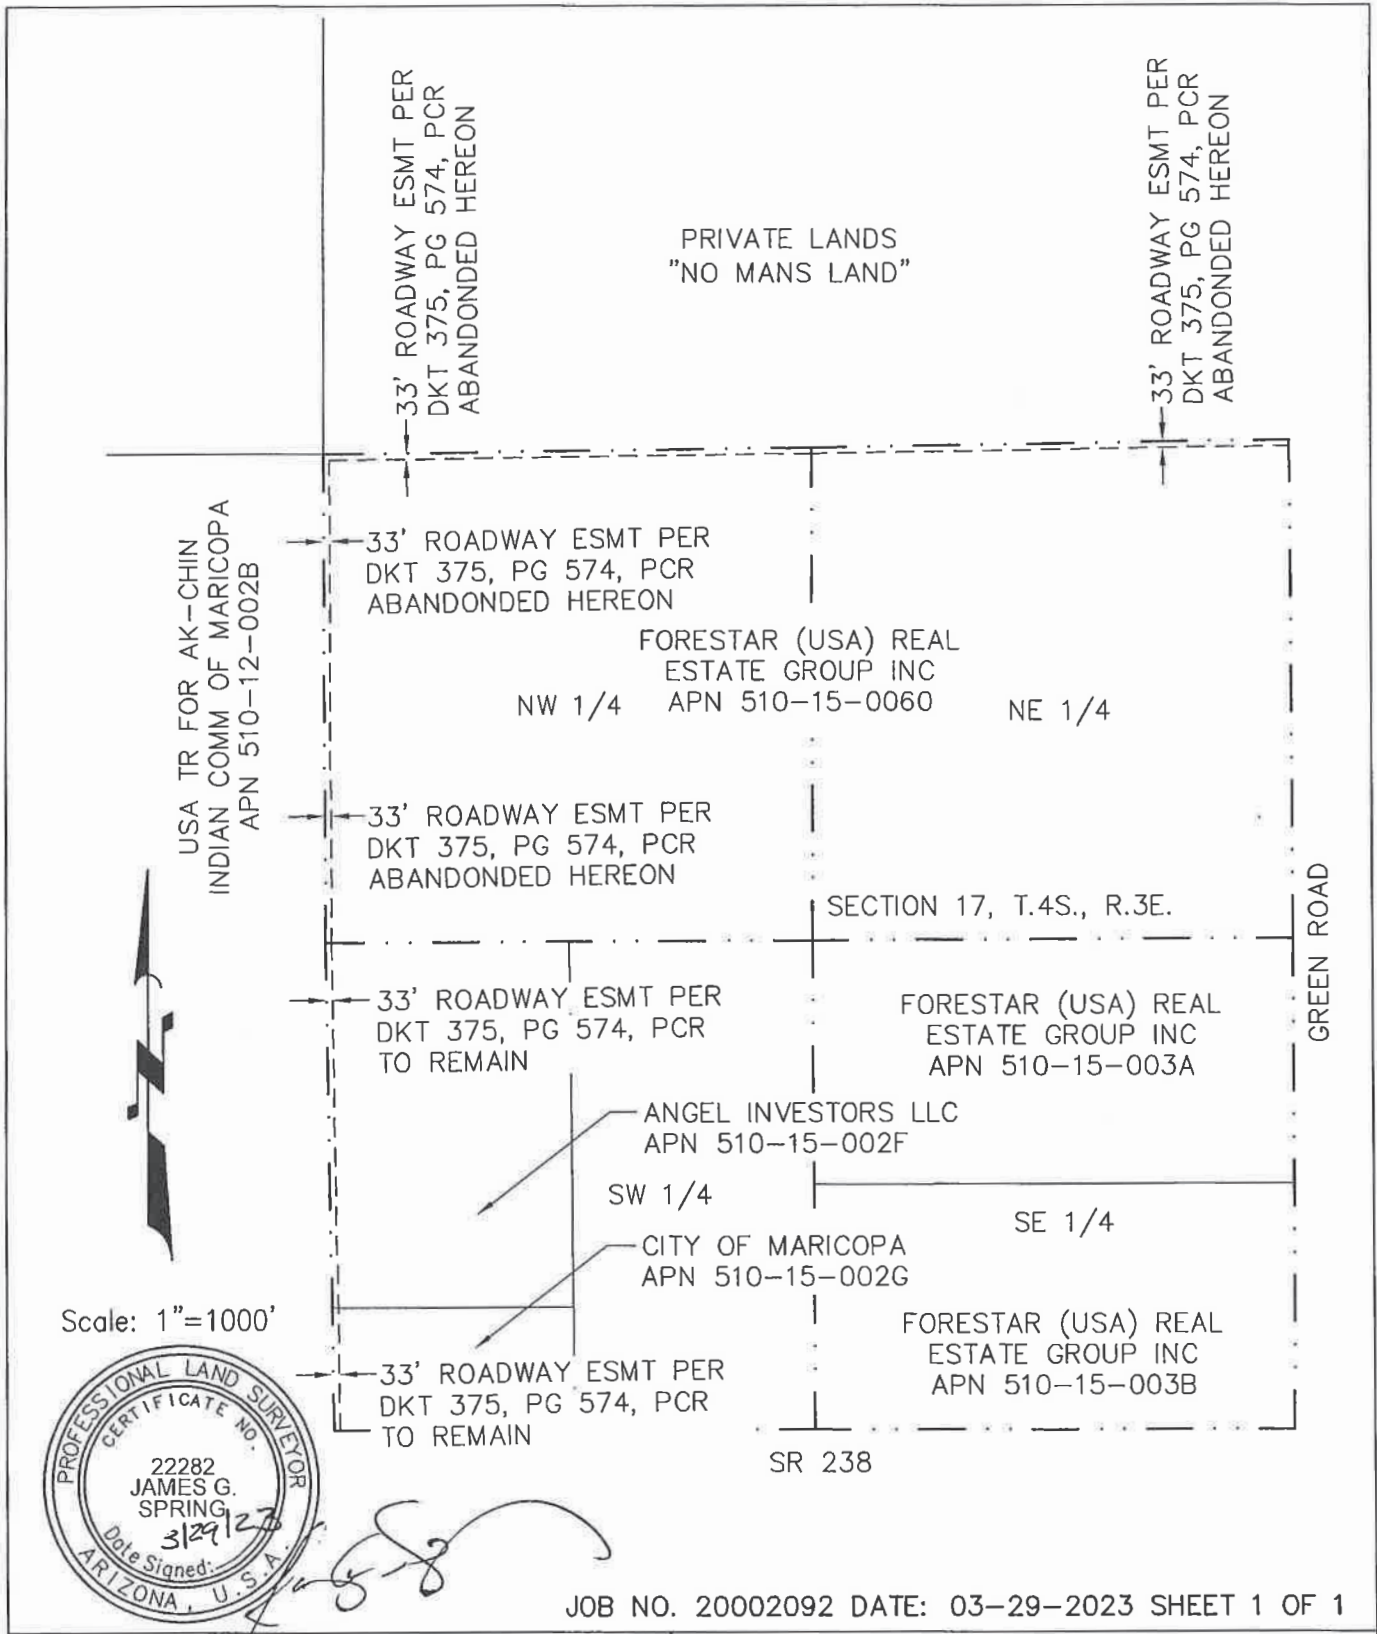 33' ROADWAY ESMT PER
DKT 375, PG 574, PCR
ABANDONDED HEREON
33' ROADWAY ESMT PER
DKT 375, PG 574, PCR
ABANDONDED HEREON
PRIVATE LANDS
"NO MANS LAND"
USA TR FOR AK-CHIN
INDIAN COMM OF MARICOPA
APN 510-12-002B
33' ROADWAY ESMT PER
DKT 375, PG 574, PCR
ABANDONDED HEREON
FORESTAR (USA) REAL
ESTATE GROUP INC
APN 510-15-0060
NW 1/4
NE 1/4
33' ROADWAY ESMT PER
DKT 375, PG 574, PCR
ABANDONDED HEREON
SECTION 17, T.4S., R.3E.
GREEN ROAD
33' ROADWAY ESMT PER
DKT 375, PG 574, PCR
TO REMAIN
FORESTAR (USA) REAL
ESTATE GROUP INC
APN 510-15-003A
ANGEL INVESTORS LLC
APN 510-15-002F
SW 1/4
SE 1/4
CITY OF MARICOPA
APN 510-15-002G
FORESTAR (USA) REAL
ESTATE GROUP INC
APN 510-15-003B
33' ROADWAY ESMT PER
DKT 375, PG 574, PCR
TO REMAIN
SR 238
Scale: 1"=1000'
PROFESSIONAL LAND SURVEYOR
CERTIFICATE NO.
22282
JAMES G.
SPRING
3/29/23
Date Signed:
ARIZONA, U.S.A.
JOB NO. 20002092 DATE: 03-29-2023 SHEET 1 OF 1